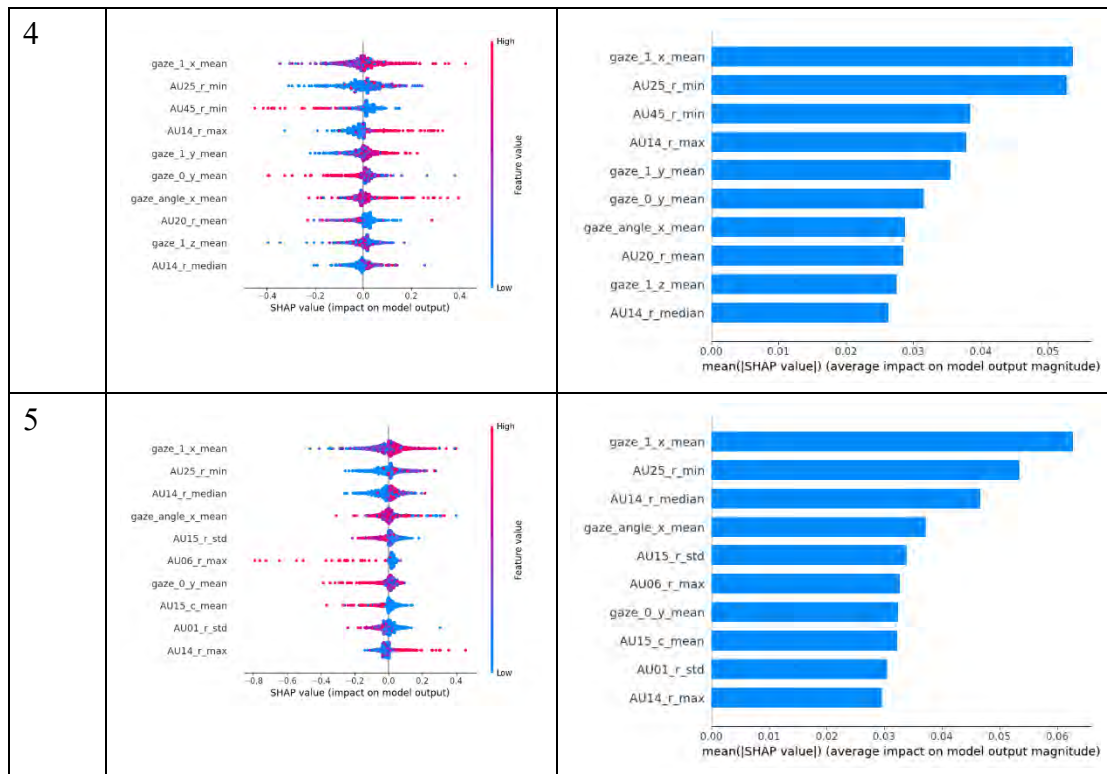 4
High
gaze_1_x_mean
AU25_r_min
AU45_r_min
AU14_r_max
gaze_1_y_mean
gaze_0_y_mean
gaze_angle_x_mean
AU20_r_mean
gaze_1_z_mean
AU14_r_median
Feature value
Low
−0.4 −0.2 0.0 0.2 0.4
SHAP value (impact on model output)
gaze_1_x_mean
AU25_r_min
AU45_r_min
AU14_r_max
gaze_1_y_mean
gaze_0_y_mean
gaze_angle_x_mean
AU20_r_mean
gaze_1_z_mean
AU14_r_median
0.00 0.01 0.02 0.03 0.04 0.05
mean(|SHAP value|) (average impact on model output magnitude)
5
High
gaze_1_x_mean
AU25_r_min
AU14_r_median
gaze_angle_x_mean
AU15_r_std
AU06_r_max
gaze_0_y_mean
AU15_c_mean
AU01_r_std
AU14_r_max
Feature value
Low
−0.8 −0.6 −0.4 −0.2 0.0 0.2 0.4
SHAP value (impact on model output)
gaze_1_x_mean
AU25_r_min
AU14_r_median
gaze_angle_x_mean
AU15_r_std
AU06_r_max
gaze_0_y_mean
AU15_c_mean
AU01_r_std
AU14_r_max
0.00 0.01 0.02 0.03 0.04 0.05 0.06
mean(|SHAP value|) (average impact on model output magnitude)